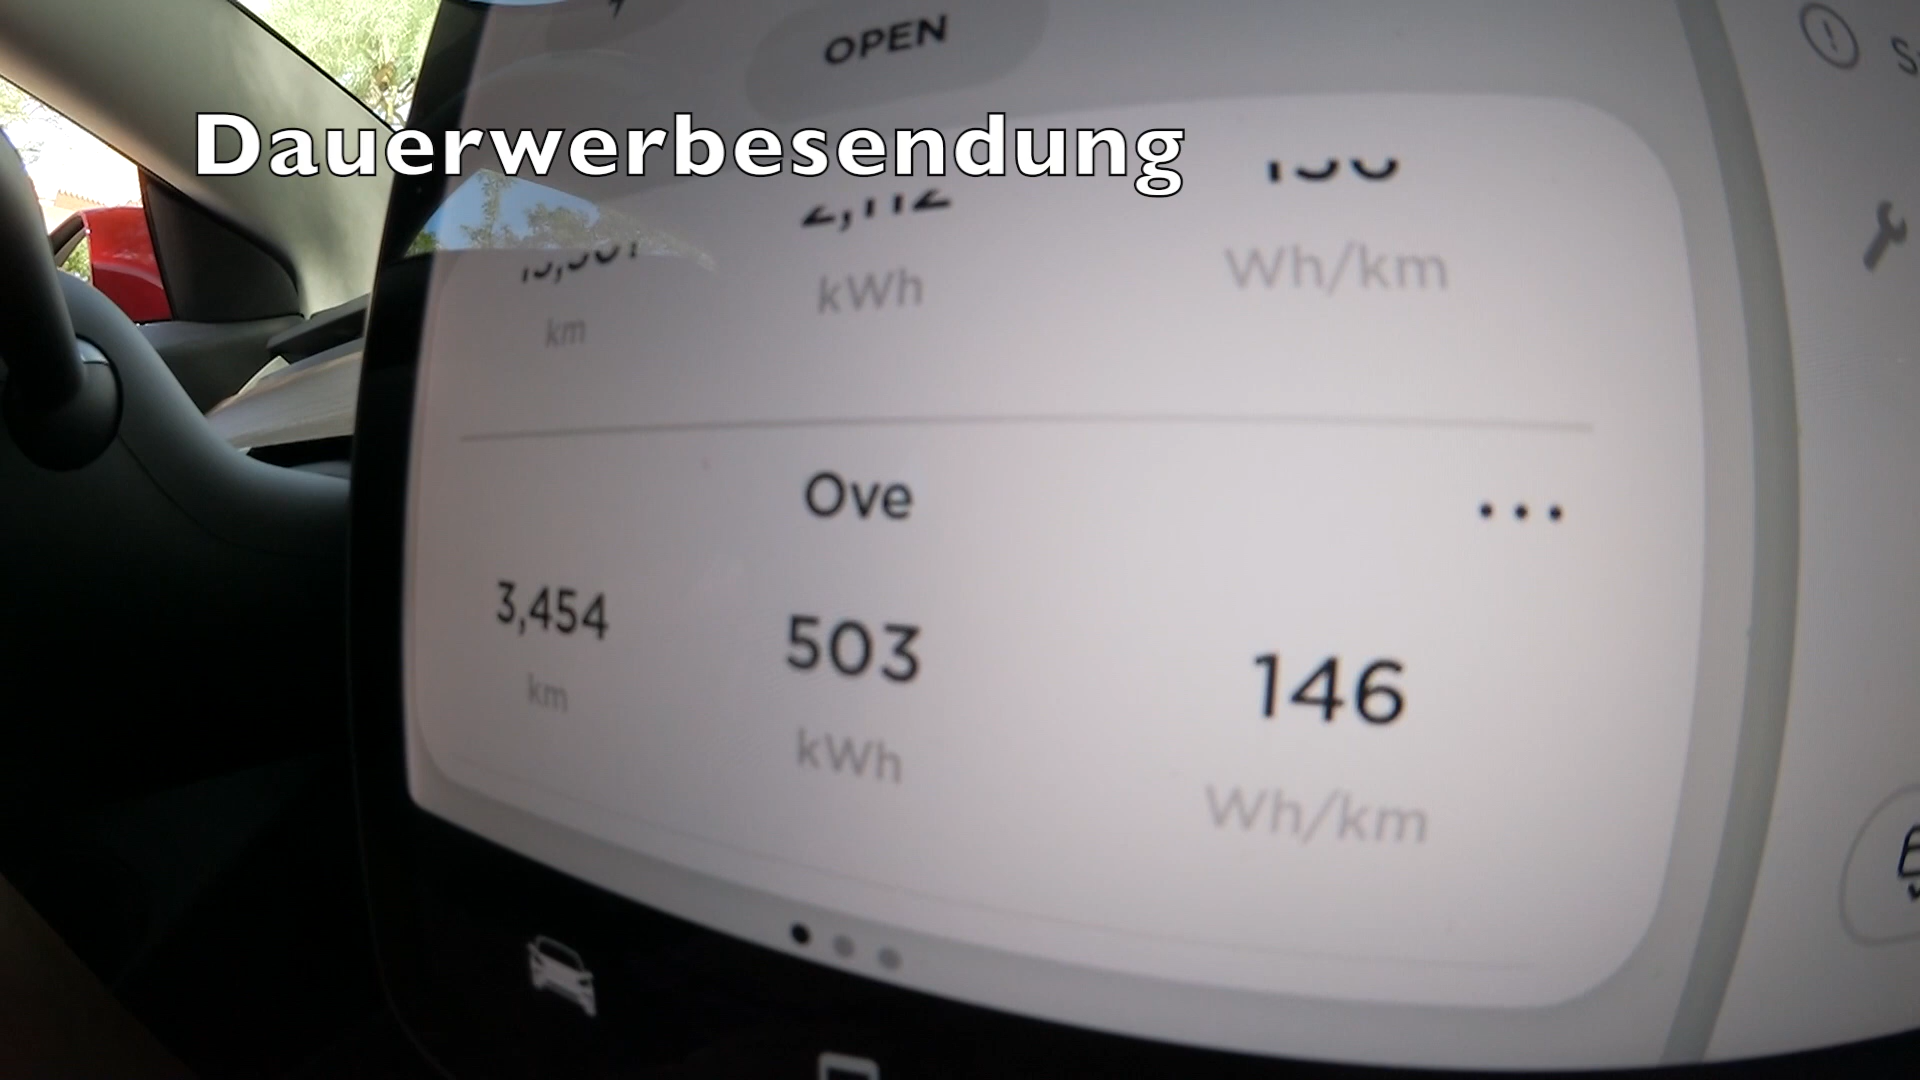 OPEN
Dauerwerbesendung
kWh
Wh/km
km
Ove
...
3,454
503
146
km
kWh
Wh/km